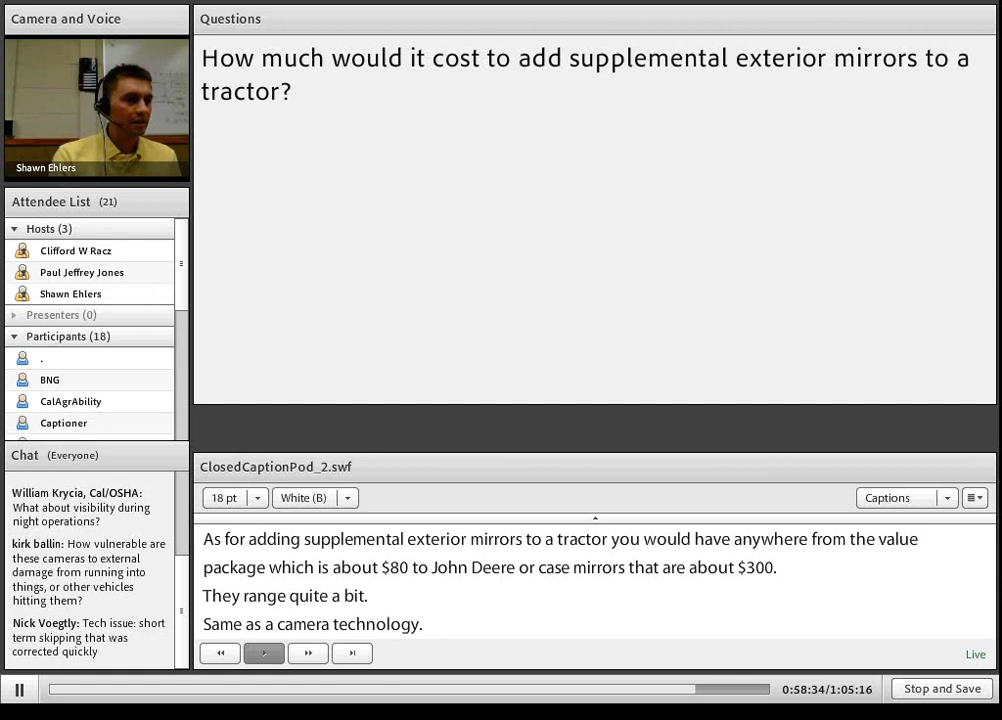 Camera and Voice
Shawn Ehlers
Attendee List (21)
Hosts (3)
Clifford W Racz
Paul Jeffrey Jones
Shawn Ehlers
Presenters (0)
Participants (18)
.
BNG
CalAgrAbility
Captioner
Chat (Everyone)
William Krycia, Cal/OSHA:
What about visibility during
night operations?
kirk ballin: How vulnerable are
these cameras to external
damage from running into
things, or other vehicles
hitting them?
Nick Voegtly: Tech issue: short
term skipping that was
corrected quickly
Questions
How much would it cost to add supplemental exterior mirrors to a
tractor?
ClosedCaptionPod_2.swf
18 pt White (B) Captions
As for adding supplemental exterior mirrors to a tractor you would have anywhere from the value
package which is about $80 to John Deere or case mirrors that are about $300.
They range quite a bit.
Same as a camera technology.
Live
0:58:34/1:05:16 Stop and Save